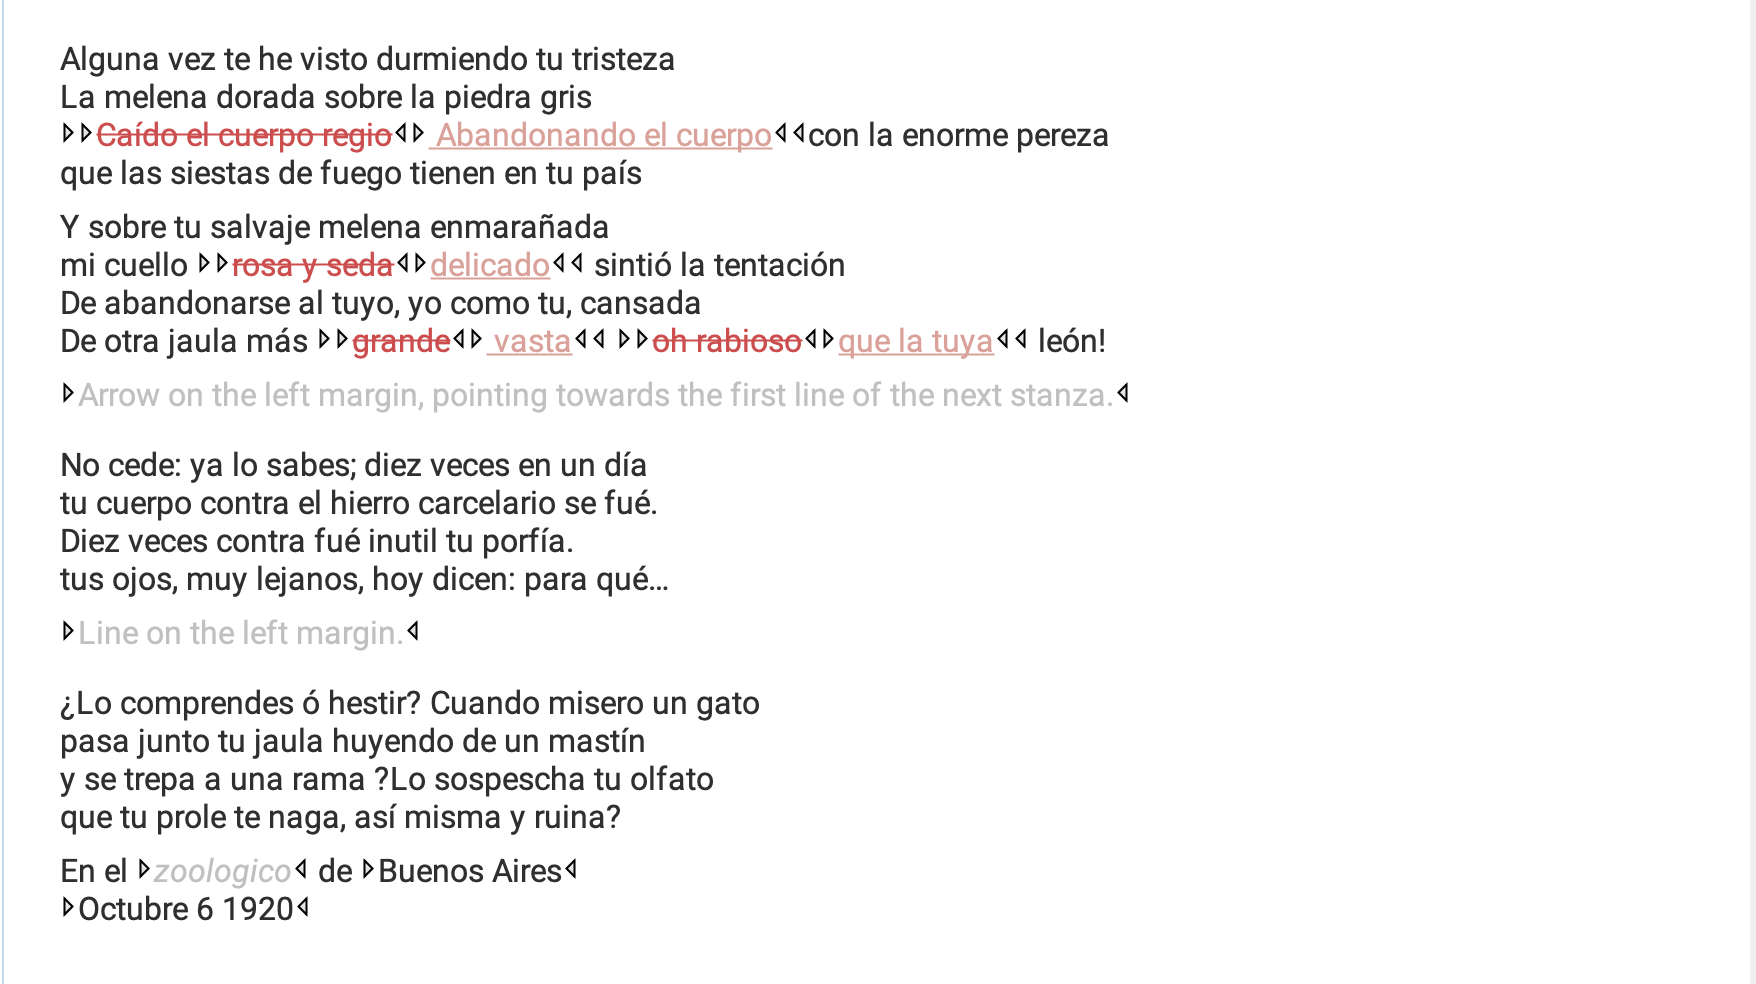 Alguna vez te he visto durmiendo tu tristeza
La melena dorada sobre la piedra gris
Caído el cuerpo regio Abandonando el cuerpo con la enorme pereza
que las siestas de fuego tienen en tu país
Y sobre tu salvaje melena enmarañada
mi cuello rosa y seda delicado sintió la tentación
De abandonarse al tuyo, yo como tu, cansada
De otra jaula más grande vasta oh rabioso que la tuya león!
Arrow on the left margin, pointing towards the first line of the next stanza.
No cede: ya lo sabes; diez veces en un día
tu cuerpo contra el hierro carcelario se fué.
Diez veces contra fué inutil tu porfía.
tus ojos, muy lejanos, hoy dicen: para qué...
Line on the left margin.
¿Lo comprendes ó hestir? Cuando misero un gato
pasa junto tu jaula huyendo de un mastín
y se trepa a una rama ?Lo sospescha tu olfato
que tu prole te naga, así misma y ruina?
En el zoologico de Buenos Aires
Octubre 6 1920